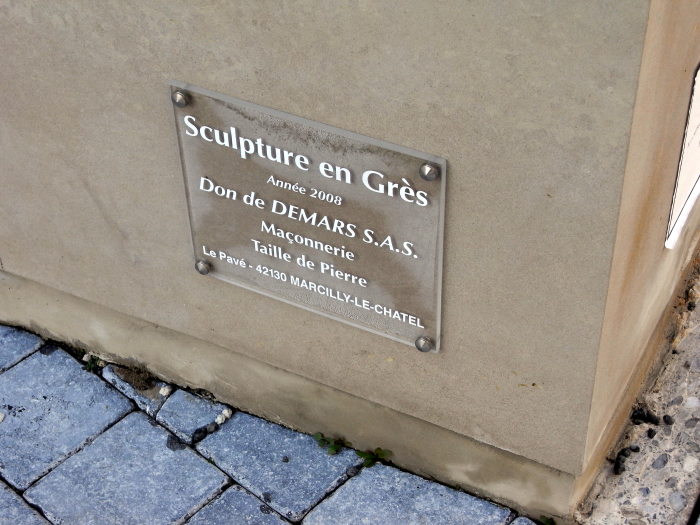 Sculpture en Grès
Année 2008
Don de DEMARS S.A.S.
Maçonnerie
Taille de Pierre
Le Pavé - 42130 MARCILLY-LE-CHATEL